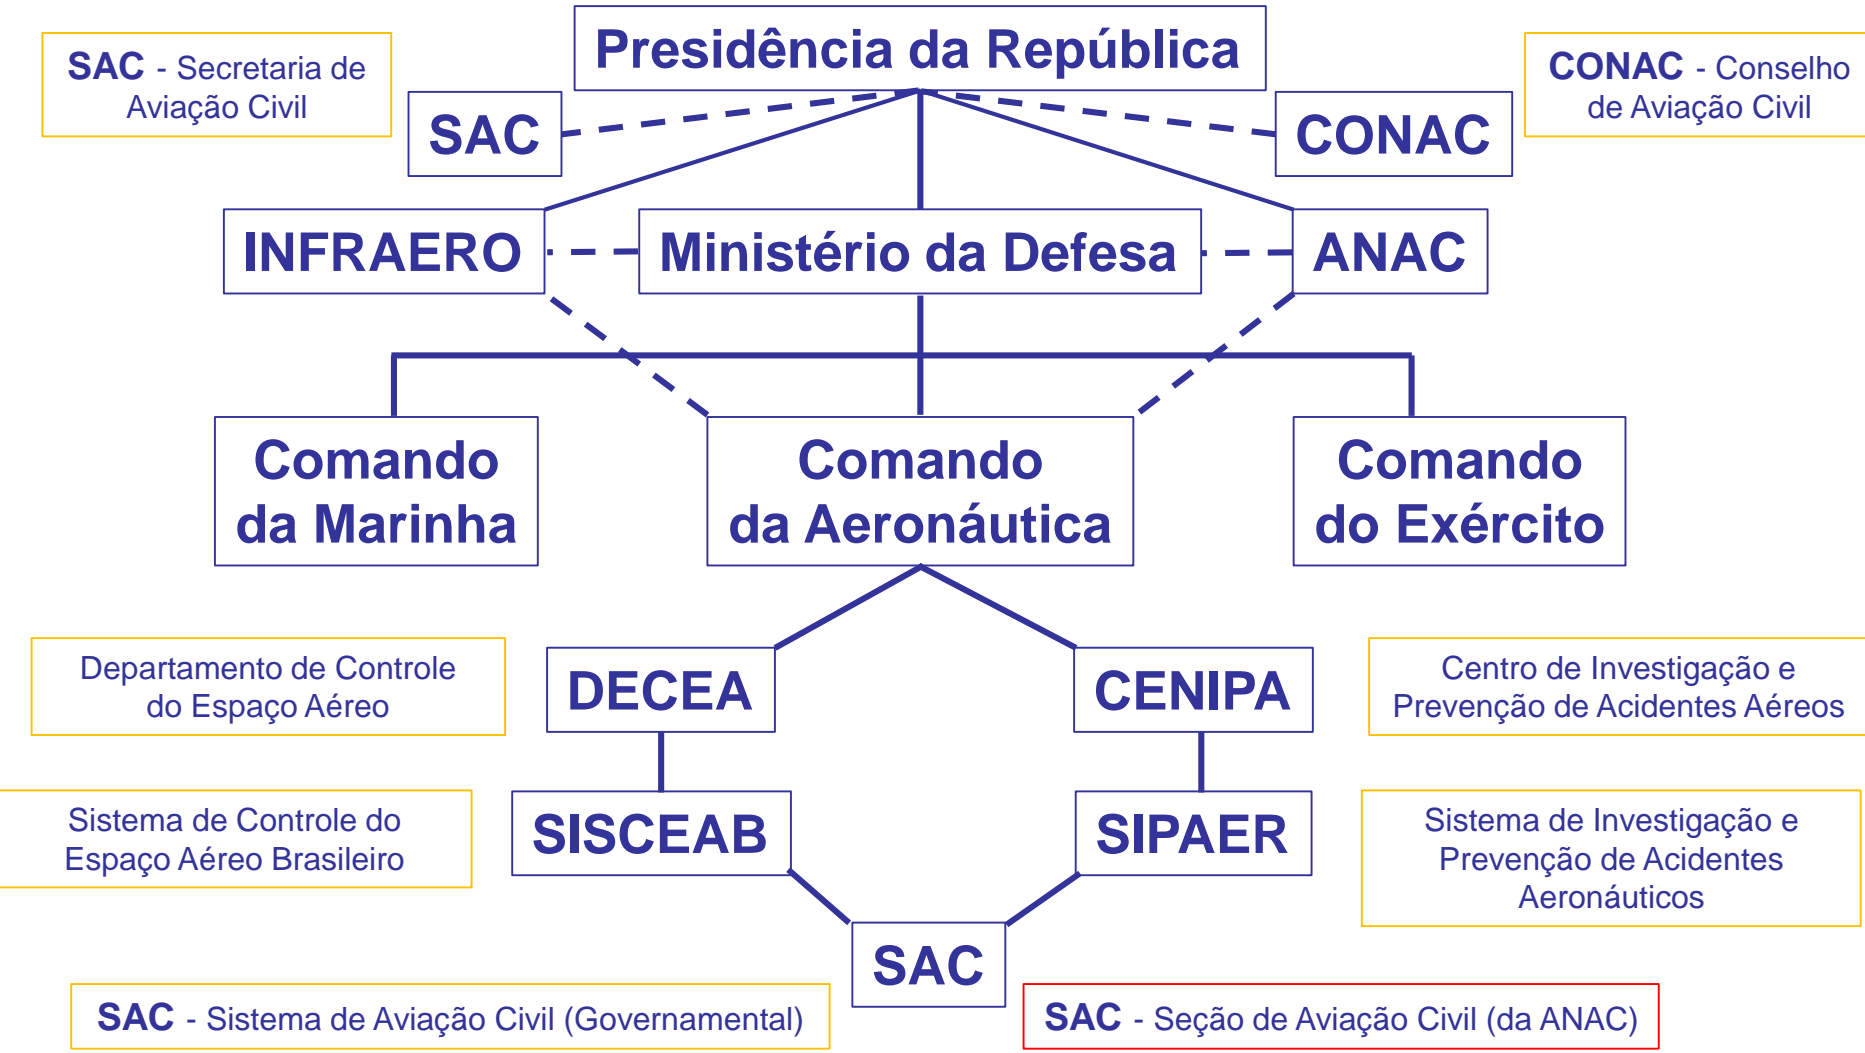 Presidência da República
SAC - Secretaria de
Aviação Civil
CONAC - Conselho
de Aviação Civil
SAC
CONAC
INFRAERO
Ministério da Defesa
ANAC
Comando
da Marinha
Comando
da Aeronáutica
Comando
do Exército
Departamento de Controle
do Espaço Aéreo
DECEA
CENIPA
Centro de Investigação e
Prevenção de Acidentes Aéreos
Sistema de Controle do
Espaço Aéreo Brasileiro
SISCEAB
SIPAER
Sistema de Investigação e
Prevenção de Acidentes
Aeronáuticos
SAC
SAC - Sistema de Aviação Civil (Governamental)
SAC - Seção de Aviação Civil (da ANAC)